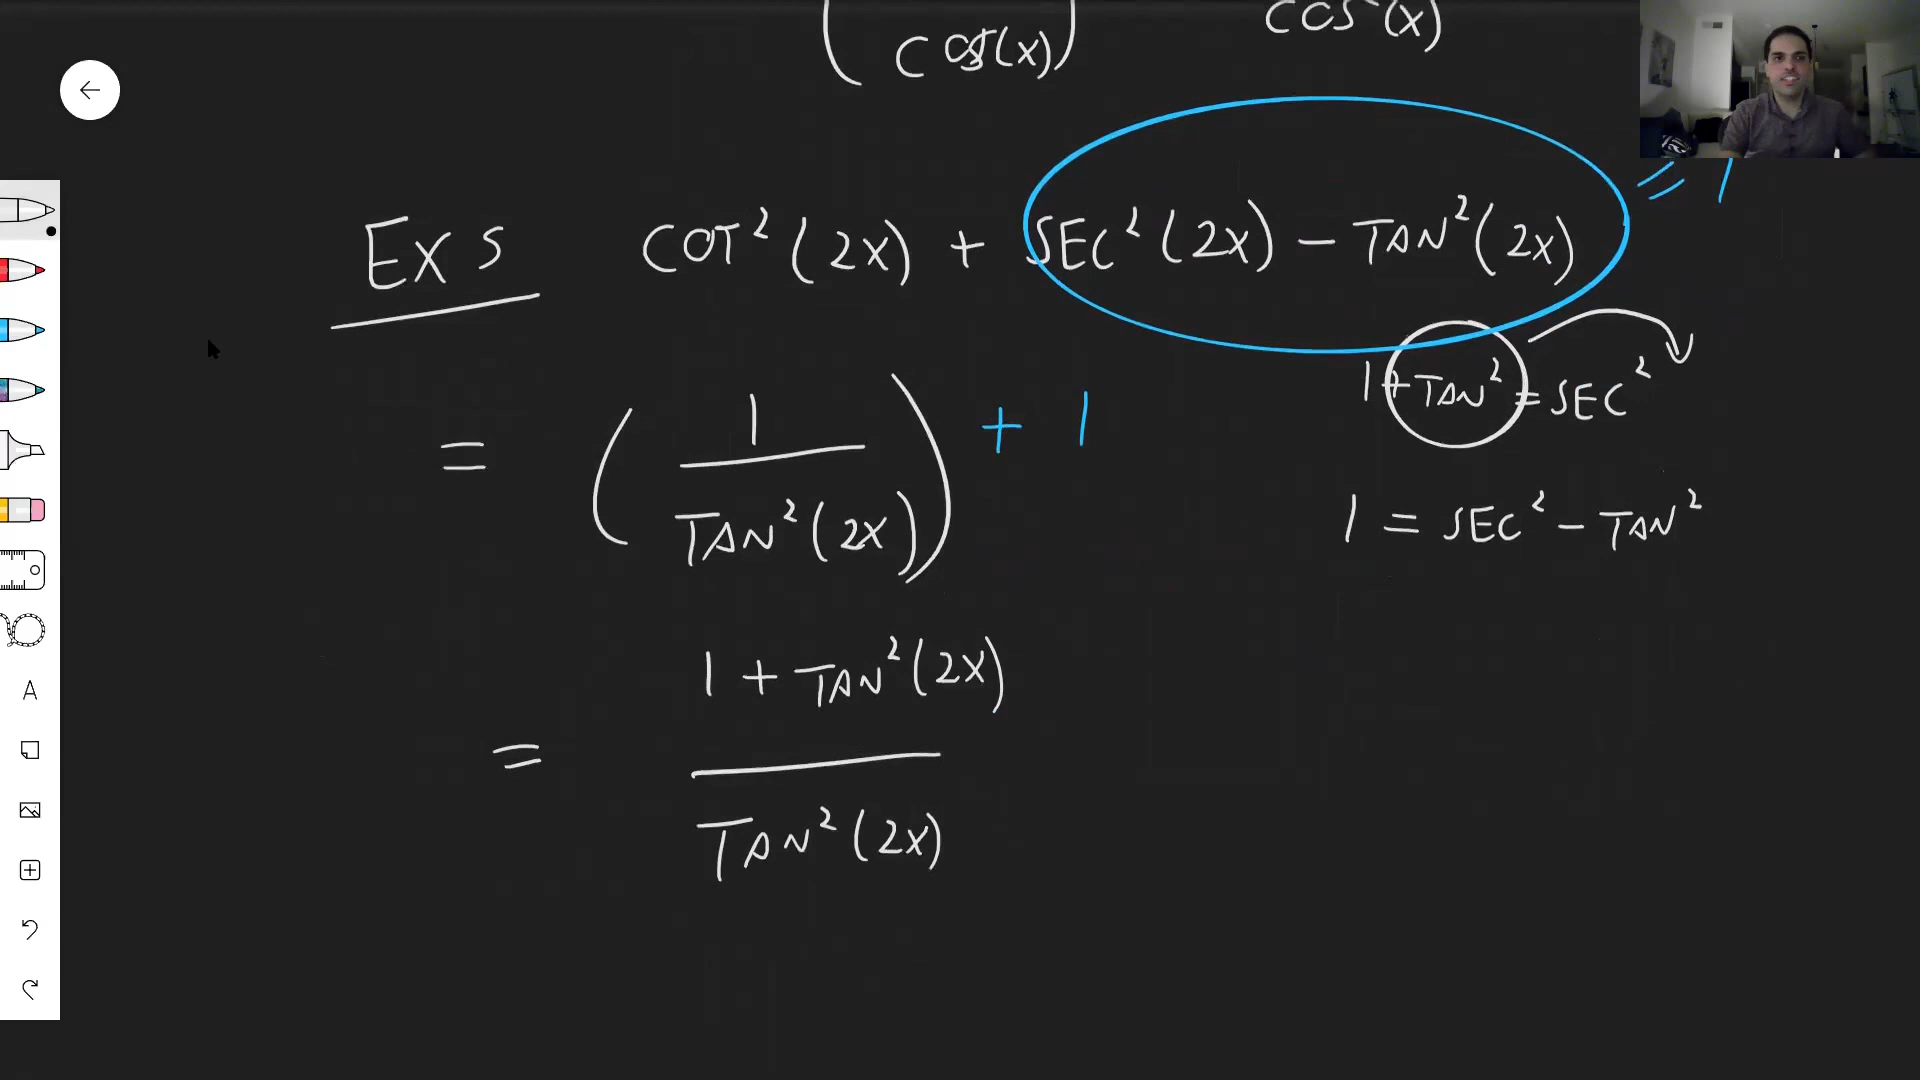 cos(x) cos²(x)
= 1
Ex 5 cot²(2x) + sec²(2x) - tan²(2x)
1 + tan² = sec²
= (1 / tan²(2x)) + 1
1 = sec² - tan²
= 1 + tan²(2x) / tan²(2x)
A